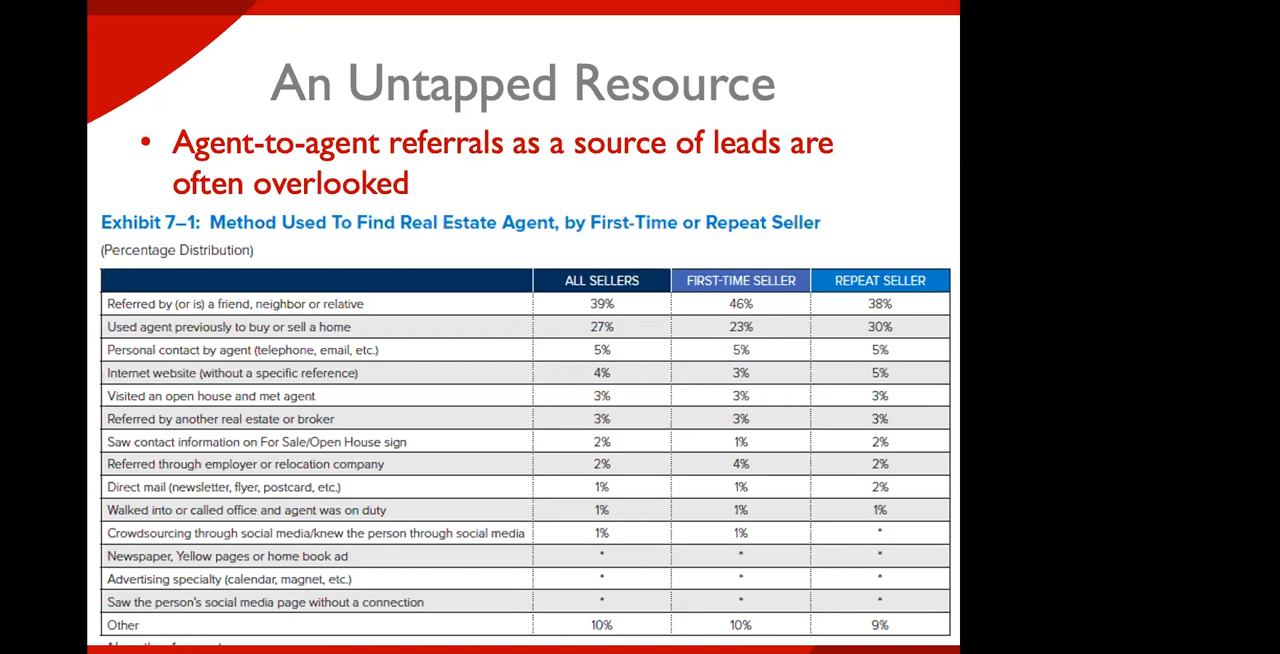 An Untapped Resource
• Agent-to-agent referrals as a source of leads are
often overlooked
Exhibit 7–1: Method Used To Find Real Estate Agent, by First-Time or Repeat Seller
(Percentage Distribution)
ALL SELLERS FIRST-TIME SELLER REPEAT SELLER
Referred by (or is) a friend, neighbor or relative 39% 46% 38%
Used agent previously to buy or sell a home 27% 23% 30%
Personal contact by agent (telephone, email, etc.) 5% 5% 5%
Internet website (without a specific reference) 4% 3% 5%
Visited an open house and met agent 3% 3% 3%
Referred by another real estate or broker 3% 3% 3%
Saw contact information on For Sale/Open House sign 2% 1% 2%
Referred through employer or relocation company 2% 4% 2%
Direct mail (newsletter, flyer, postcard, etc.) 1% 1% 2%
Walked into or called office and agent was on duty 1% 1% 1%
Crowdsourcing through social media/knew the person through social media 1% 1% *
Newspaper, Yellow pages or home book ad * * *
Advertising specialty (calendar, magnet, etc.) * * *
Saw the person's social media page without a connection * * *
Other 10% 10% 9%